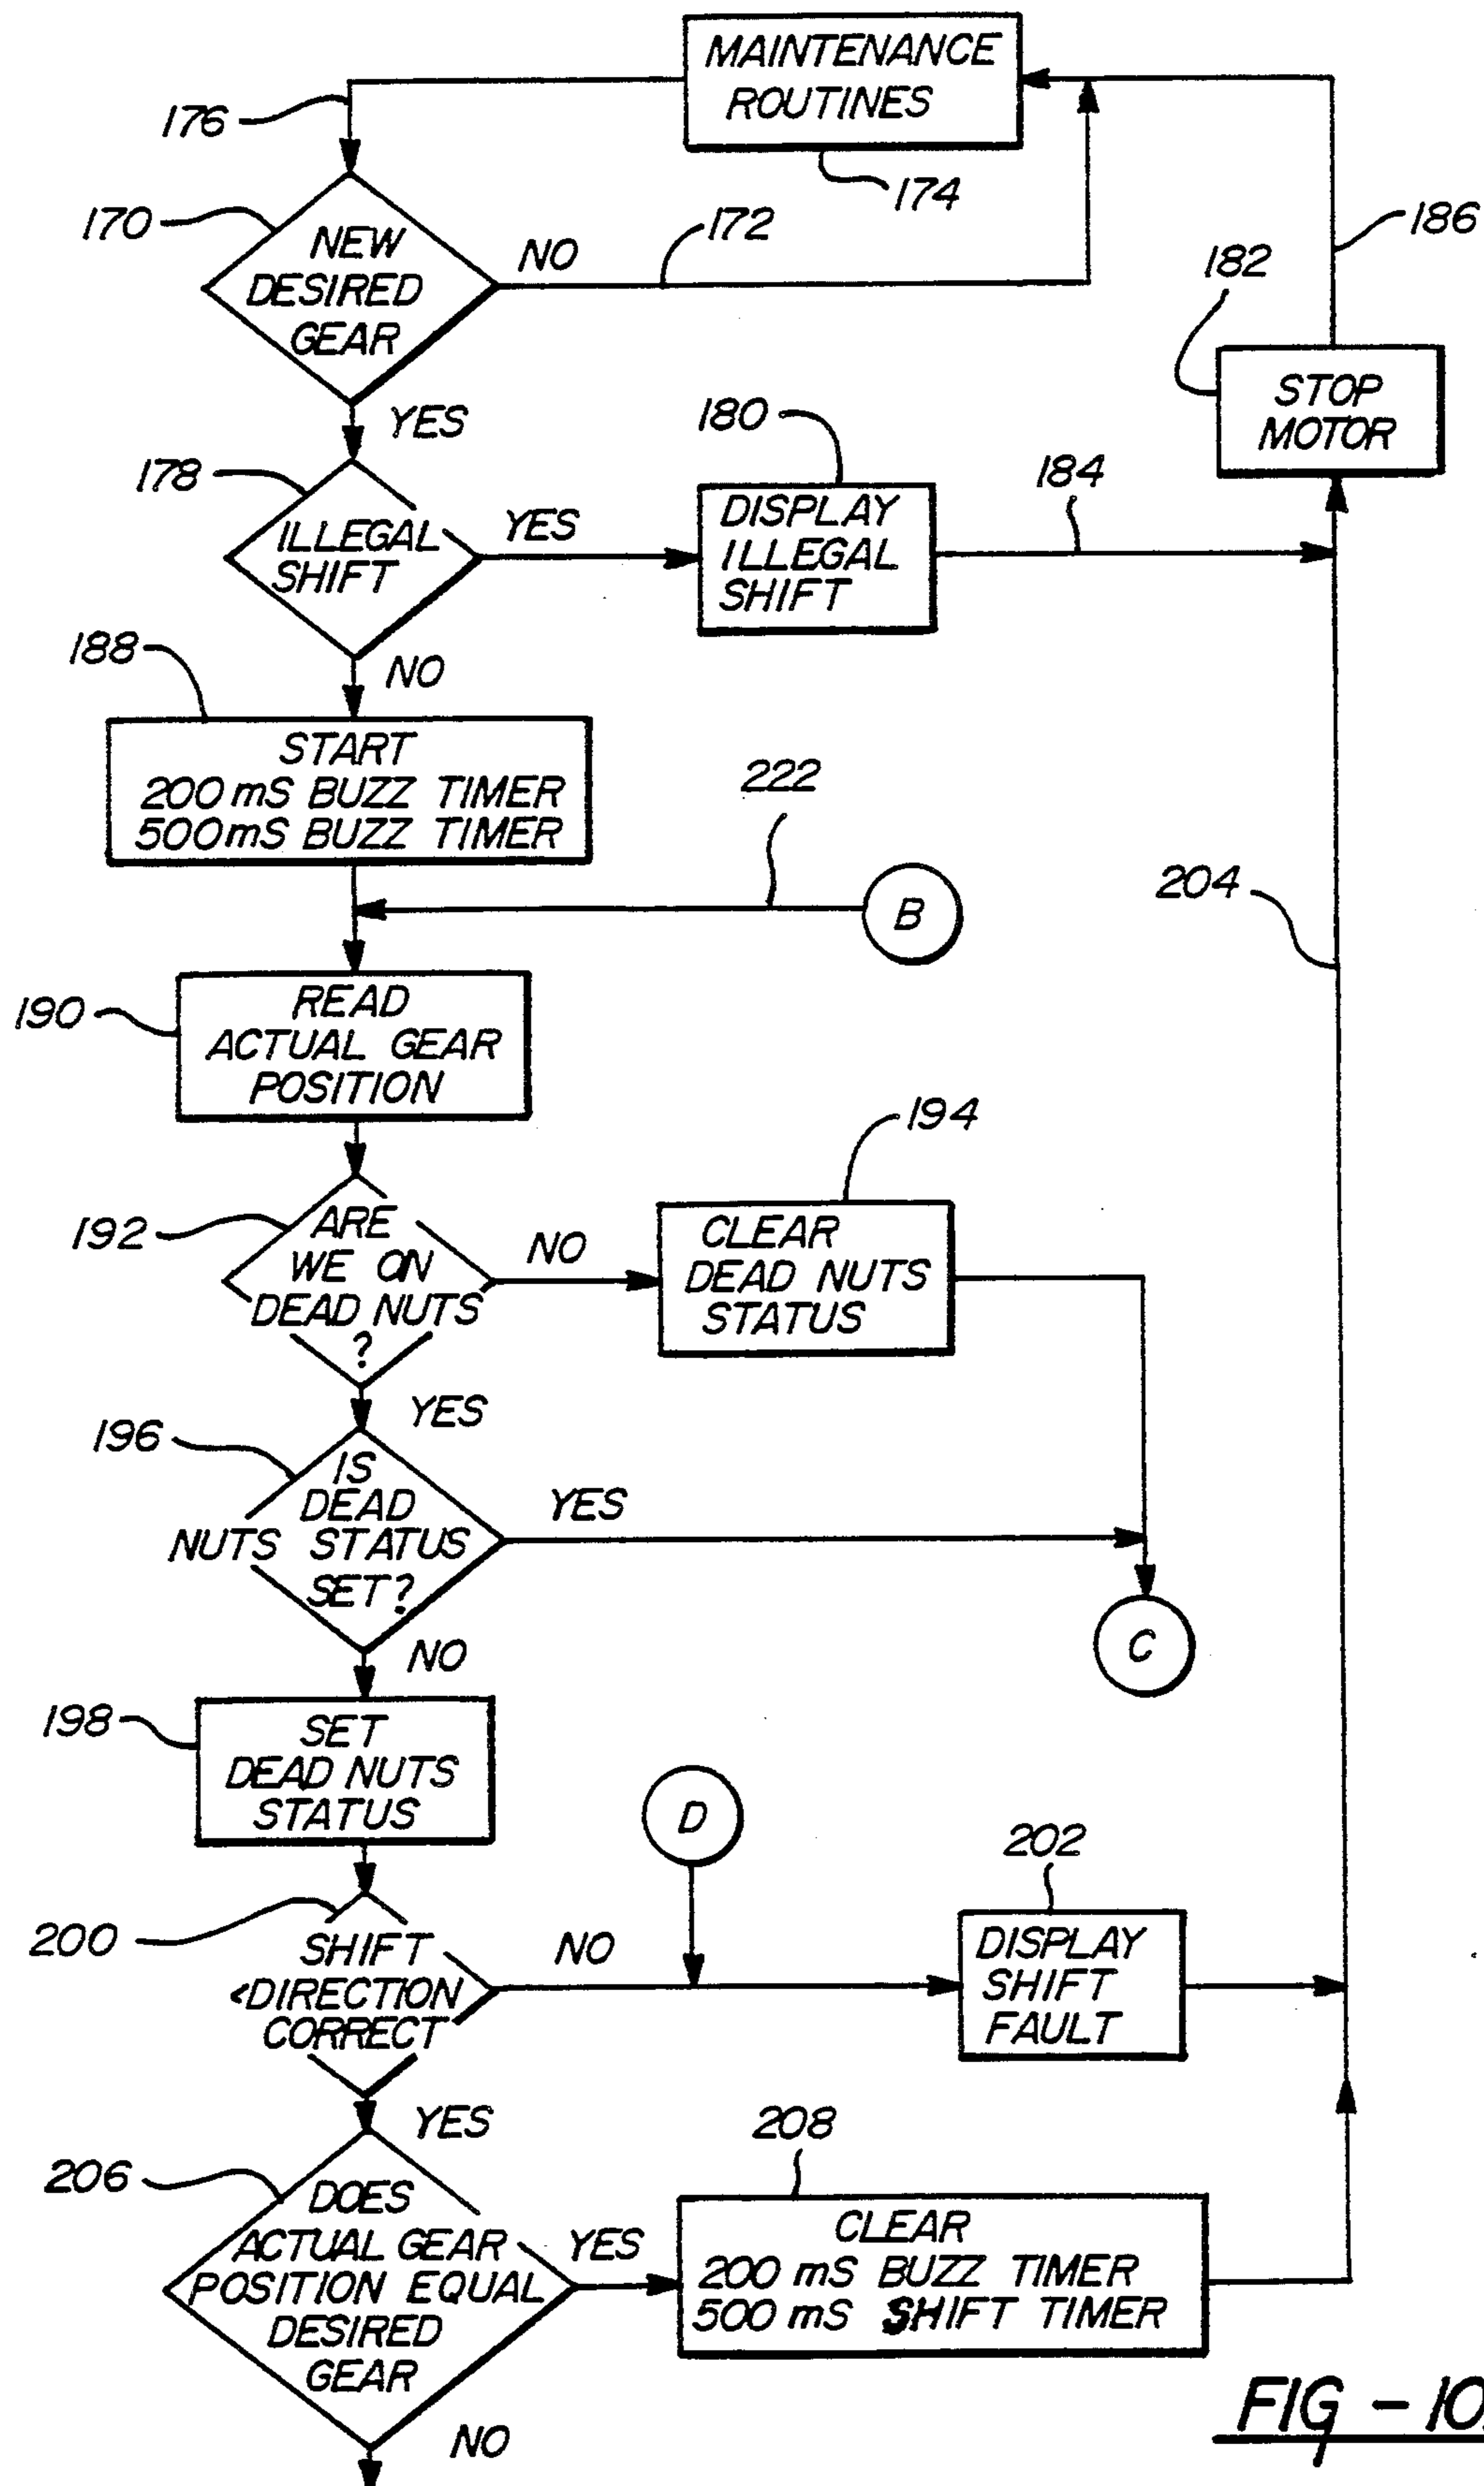 MAINTENANCE
ROUTINES
176
174
170
NEW
DESIRED
GEAR
NO
172
186
182
STOP
MOTOR
YES
180
178
ILLEGAL
SHIFT
YES
DISPLAY
ILLEGAL
SHIFT
184
188
NO
START
200 mS BUZZ TIMER
500 mS BUZZ TIMER
222
B
204
190
READ
ACTUAL GEAR
POSITION
194
192
ARE
WE ON
DEAD NUTS
?
NO
CLEAR
DEAD NUTS
STATUS
YES
196
IS
DEAD
NUTS STATUS
SET?
YES
C
NO
198
SET
DEAD NUTS
STATUS
D
202
200
SHIFT
DIRECTION
CORRECT
NO
DISPLAY
SHIFT
FAULT
YES
208
206
DOES
ACTUAL GEAR
POSITION EQUAL
DESIRED
GEAR
YES
CLEAR
200 mS BUZZ TIMER
500 mS SHIFT TIMER
NO